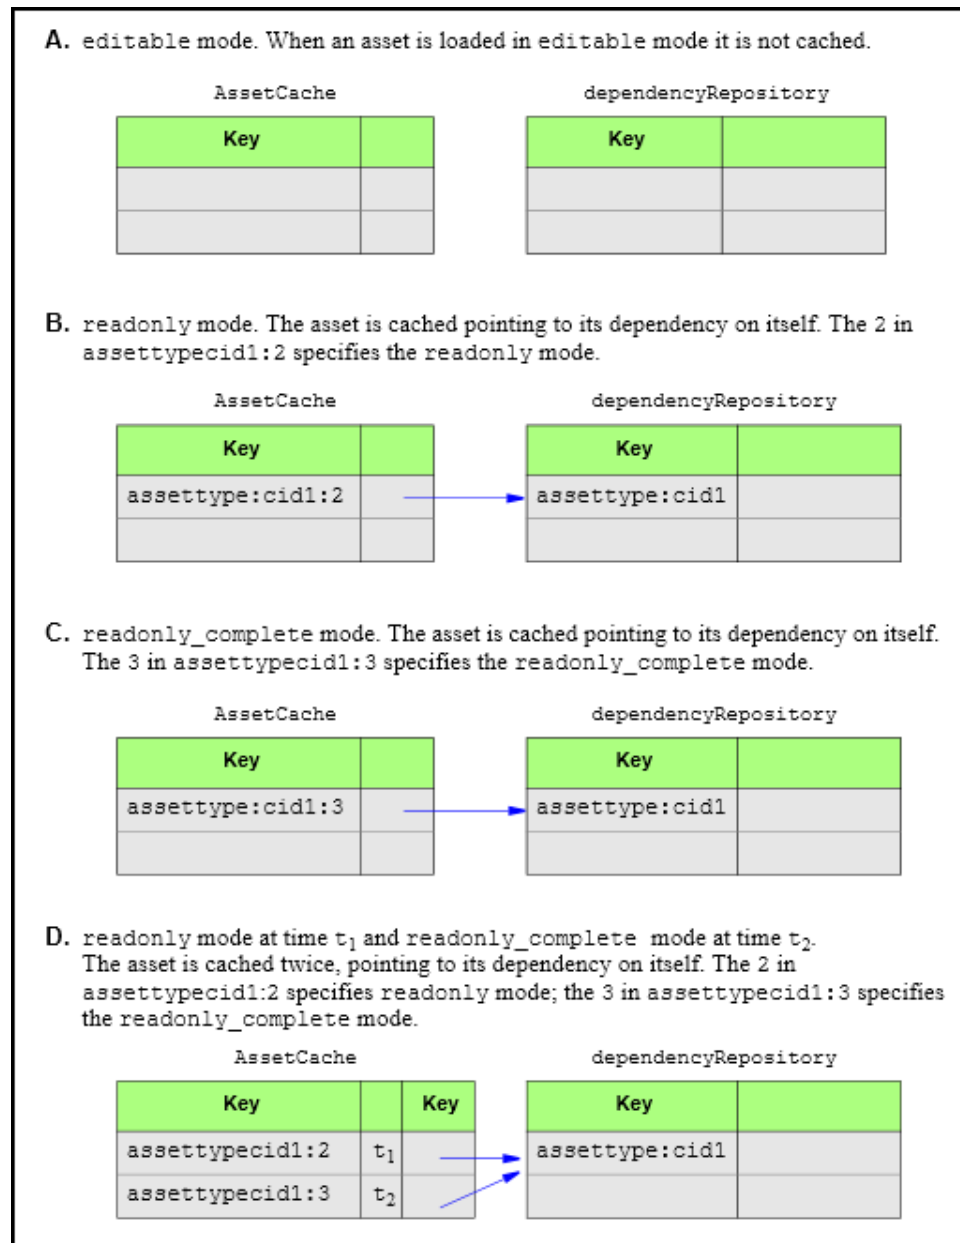 A. editable mode. When an asset is loaded in editable mode it is not cached.
AssetCache
dependencyRepository
Key
Key
B. readonly mode. The asset is cached pointing to its dependency on itself. The 2 in
assettypecid1:2 specifies the readonly mode.
AssetCache
dependencyRepository
Key
Key
assettype:cid1:2
assettype:cid1
C. readonly_complete mode. The asset is cached pointing to its dependency on itself.
The 3 in assettypecid1:3 specifies the readonly_complete mode.
AssetCache
dependencyRepository
Key
Key
assettype:cid1:3
assettype:cid1
D. readonly mode at time t1 and readonly_complete mode at time t2.
The asset is cached twice, pointing to its dependency on itself. The 2 in
assettypecid1:2 specifies readonly mode; the 3 in assettypecid1:3 specifies
the readonly_complete mode.
AssetCache
dependencyRepository
Key
Key
Key
assettypecid1:2
t1
assettype:cid1
assettypecid1:3
t2